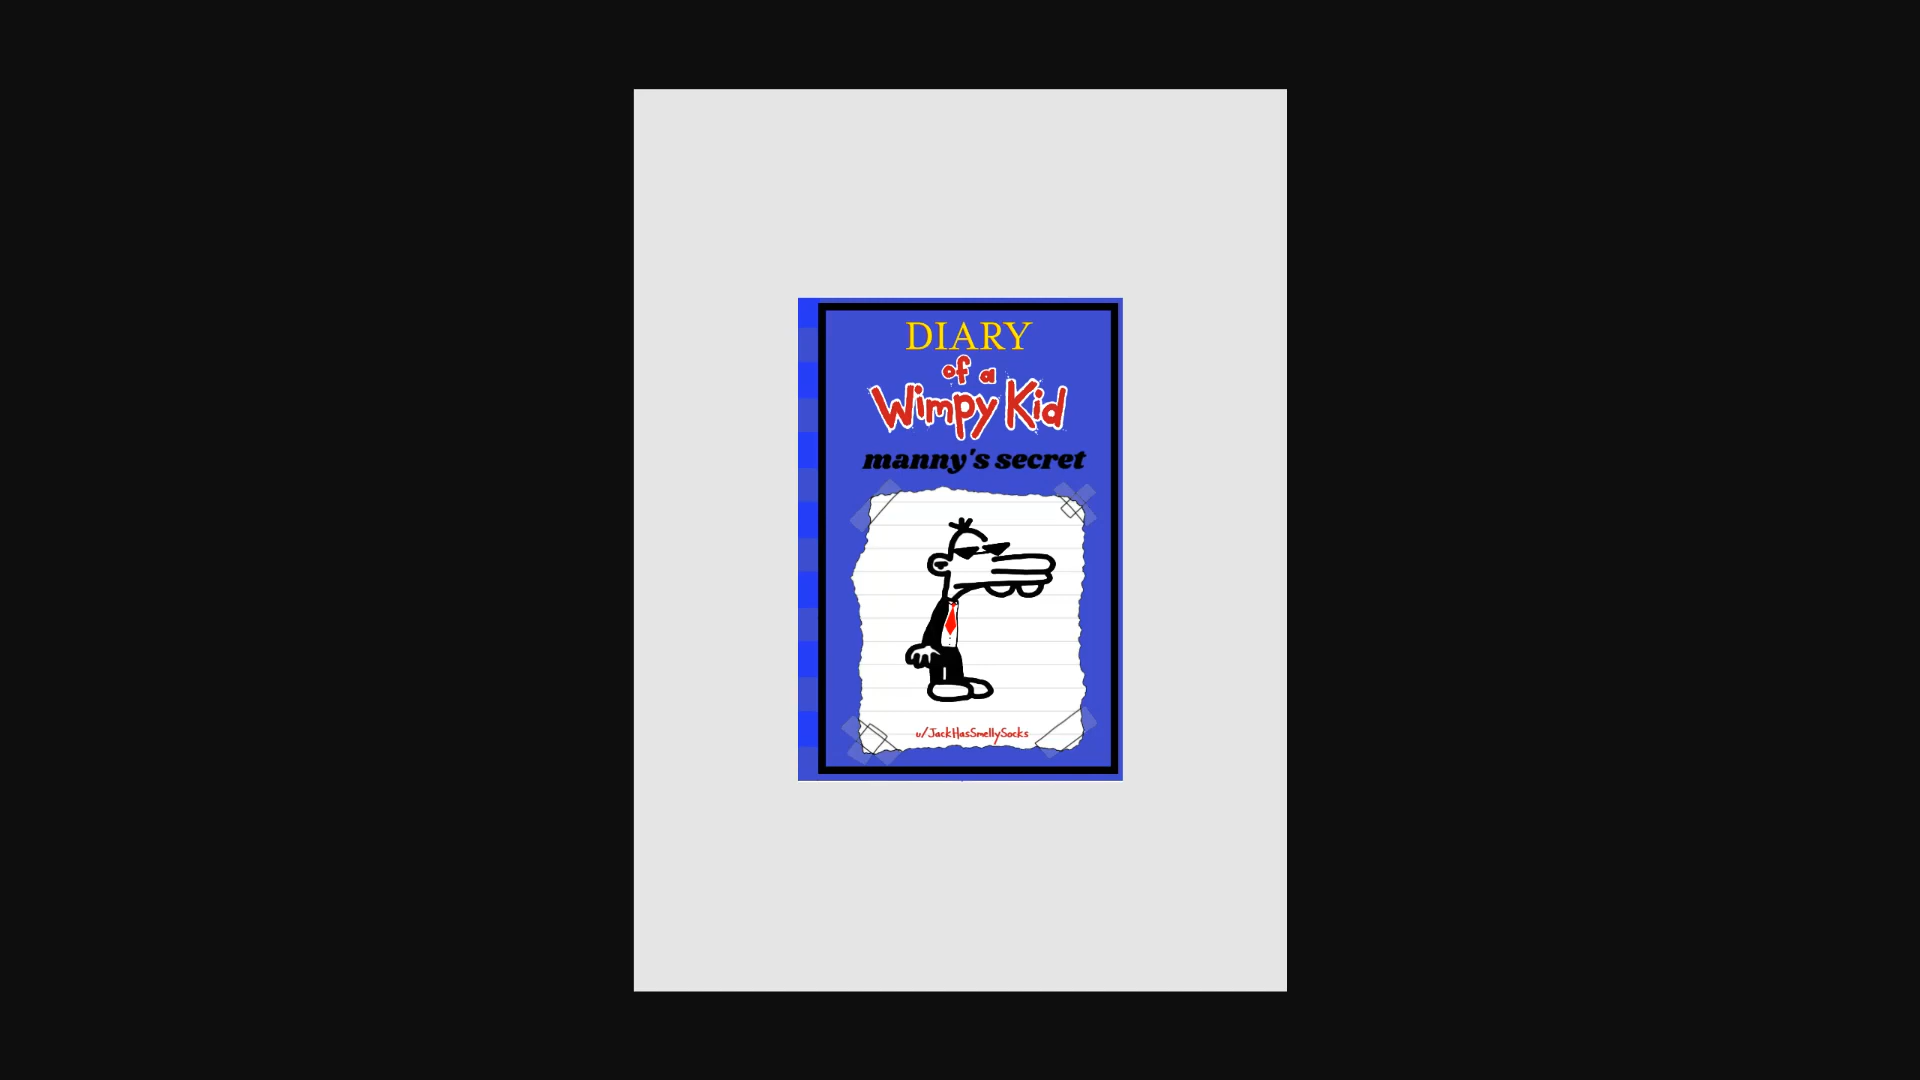 DIARY
of a
Wimpy Kid
manny's secret
u/JackHasSmellySocks